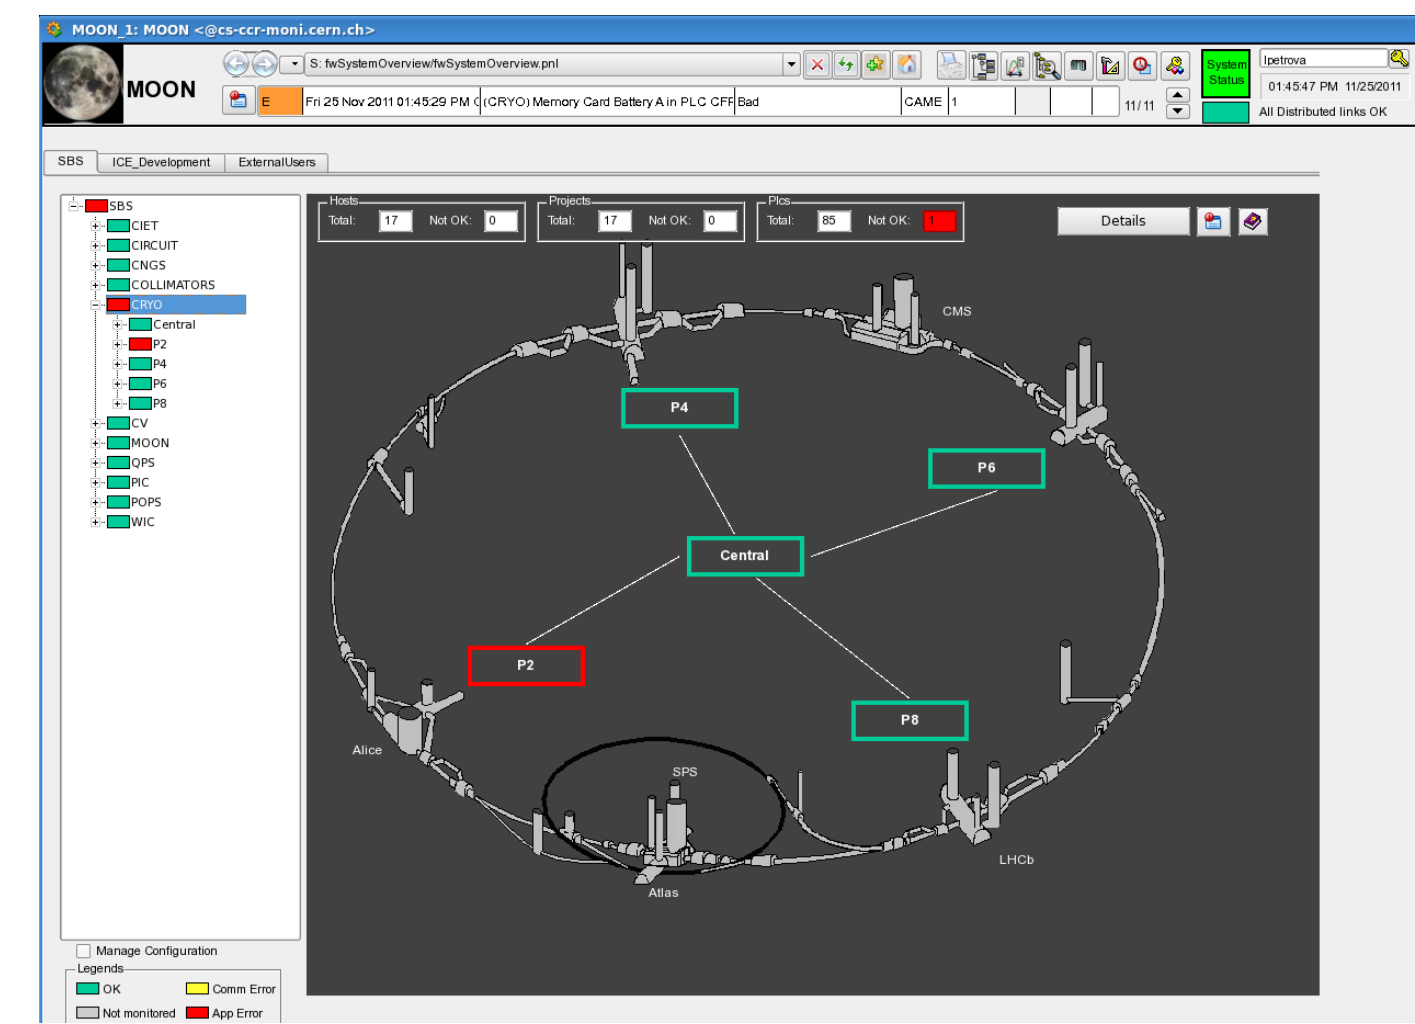 MOON_1: MOON <@cs-ccr-moni.cern.ch>
MOON
S: fwSystemOverview/fwSystemOverview.pnl
System Status
lpetrova
01:45:47 PM 11/25/2011
E Fri 25 Nov 2011 01:45:29 PM (CRYO) Memory Card Battery A in PLC Bad CAME 1
11/11
All Distributed links OK
SBS ICE_Development ExternalUsers
SBS
CIET
CIRCUIT
CNGS
COLLIMATORS
CRYO
Central
P2
P4
P6
P8
CV
MOON
QPS
PIC
POPS
WIC
Hosts
Total: 17 Not OK: 0
Projects
Total: 17 Not OK: 0
Plcs
Total: 85 Not OK: 1
Details
CMS
P4
P6
Central
P2
P8
Alice
SPS
LHCb
Atlas
Manage Configuration
Legends
OK Comm Error
Not monitored App Error